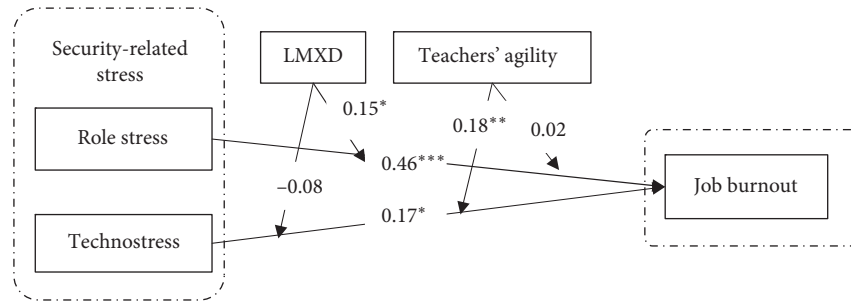 Security-related
stress
LMXD
Teachers’ agility
0.15*
0.18**
0.02
Role stress
0.46***
Job burnout
–0.08
0.17*
Technostress